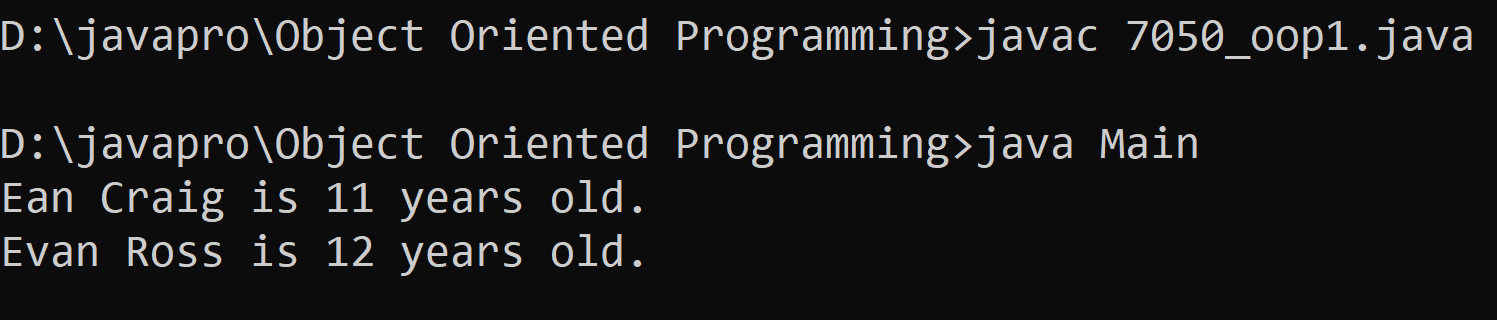 D:\javapro\Object Oriented Programming>javac 7050_oop1.java
D:\javapro\Object Oriented Programming>java Main
Ean Craig is 11 years old.
Evan Ross is 12 years old.